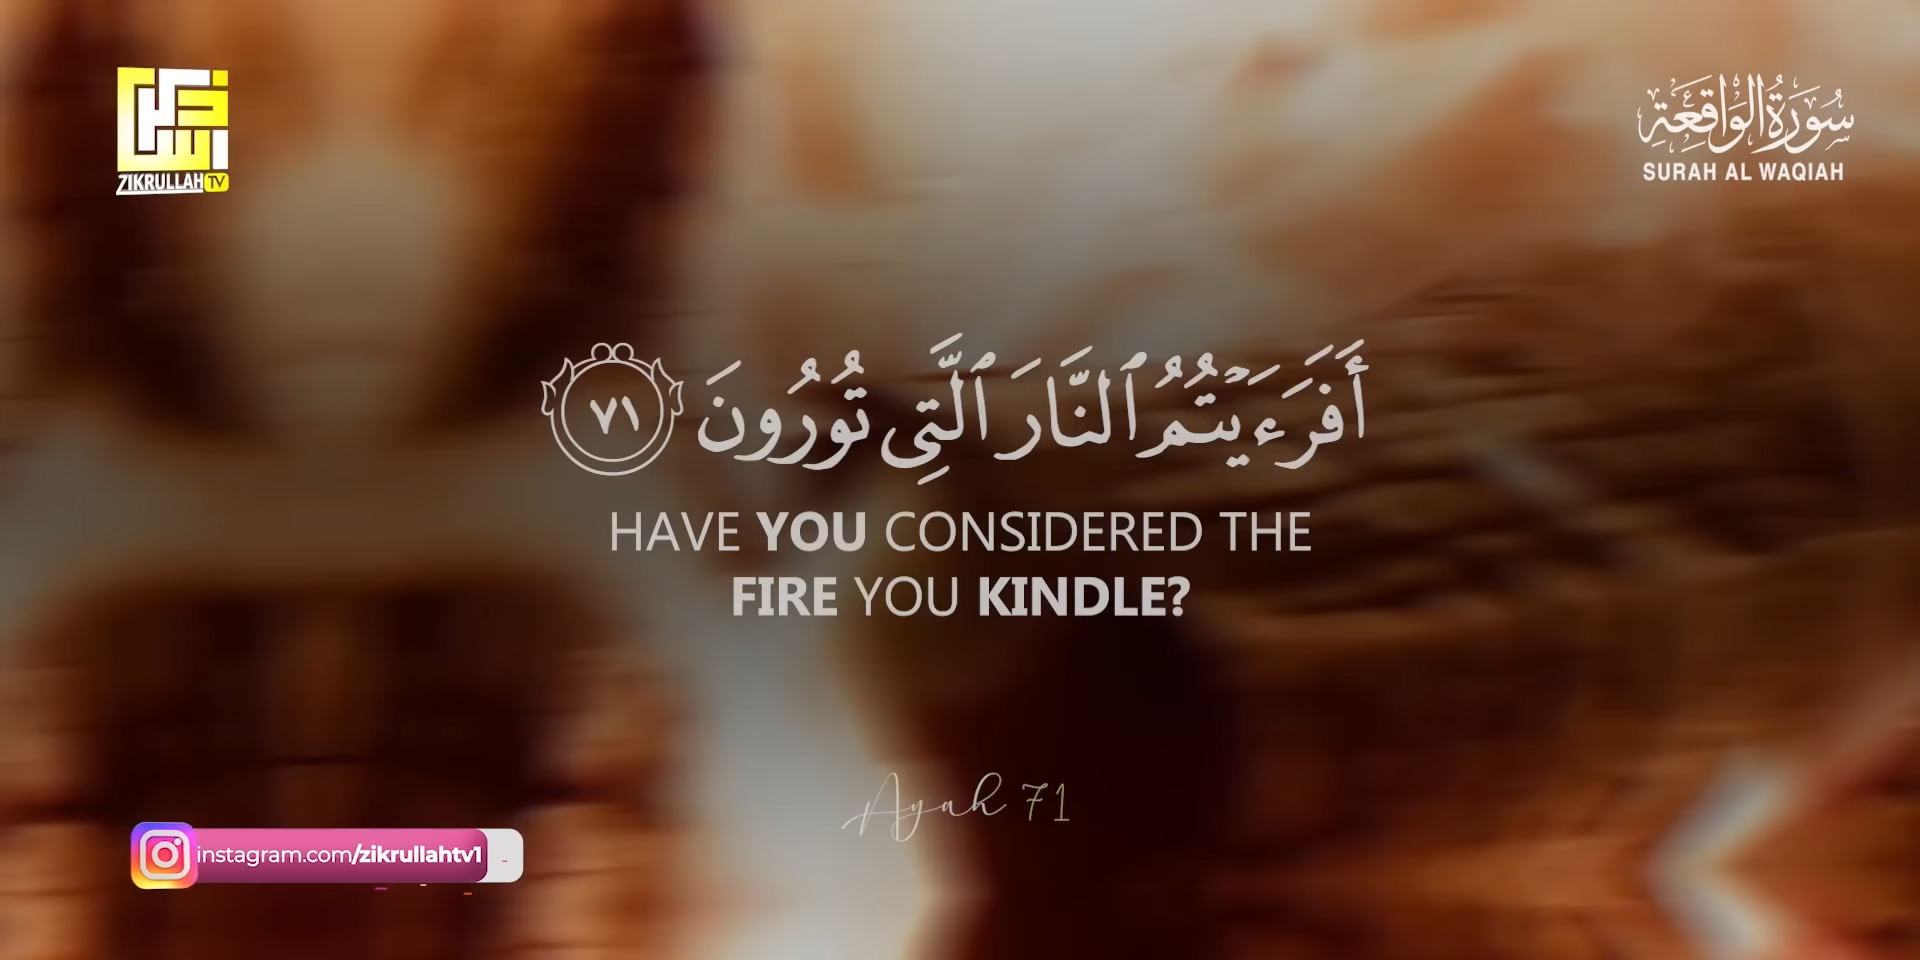 ZIKRULLAH TV
سُورَةُ الْوَاقِعَةِ
SURAH AL WAQIAH
أَفَرَءَيْتُمُ ٱلنَّارَ ٱلَّتِي تُورُونَ ٧١
HAVE YOU CONSIDERED THE
FIRE YOU KINDLE?
Ayah 71
instagram.com/zikrullahtv1